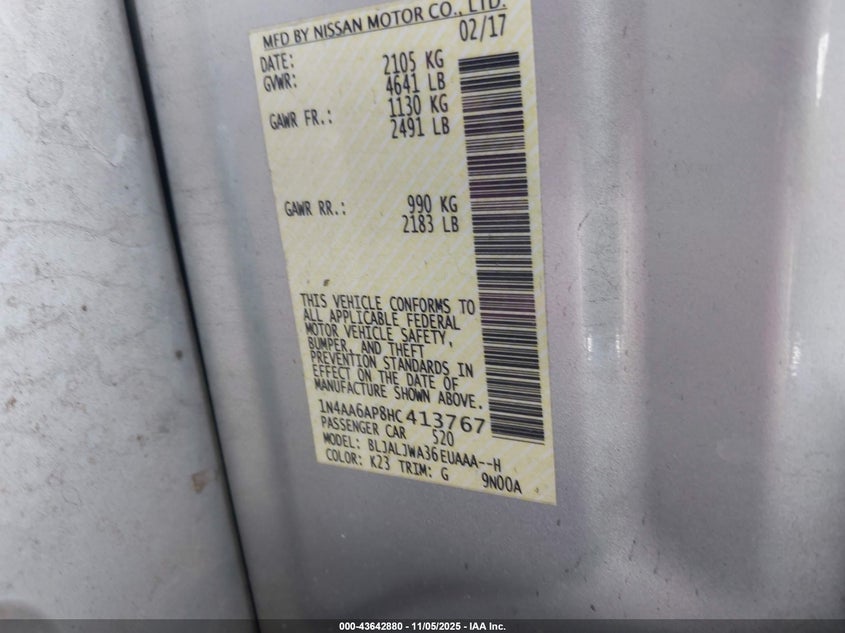 MFD BY NISSAN MOTOR CO., LTD.
DATE: 02/17
GVWR: 2105 KG
4641 LB
GAWR FR.: 1130 KG
2491 LB
GAWR RR.: 990 KG
2183 LB
THIS VEHICLE CONFORMS TO
ALL APPLICABLE FEDERAL
MOTOR VEHICLE SAFETY,
BUMPER, AND THEFT
PREVENTION STANDARDS IN
EFFECT ON THE DATE OF
MANUFACTURE SHOWN ABOVE.
1N4AA6AP8HC413767
PASSENGER CAR 520
MODEL: BLJALJWA36EUAAA--H
COLOR: K23 TRIM: G 9N00A
000-43642880 - 11/05/2025 - IAA Inc.